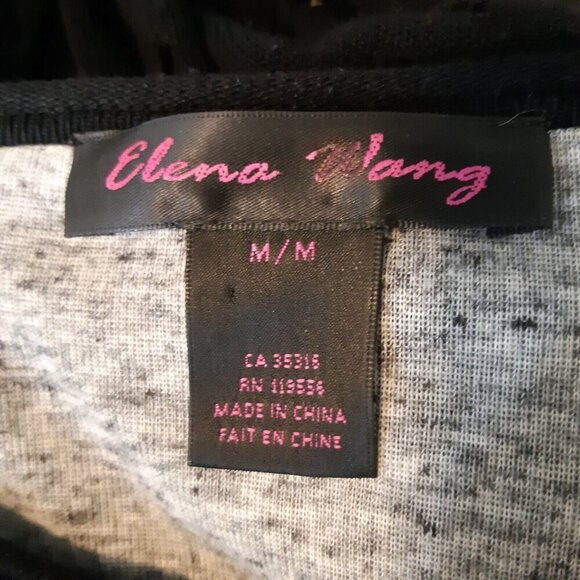 Elena Wang
M/M
CA 35315
RN 119556
MADE IN CHINA
FAIT EN CHINE